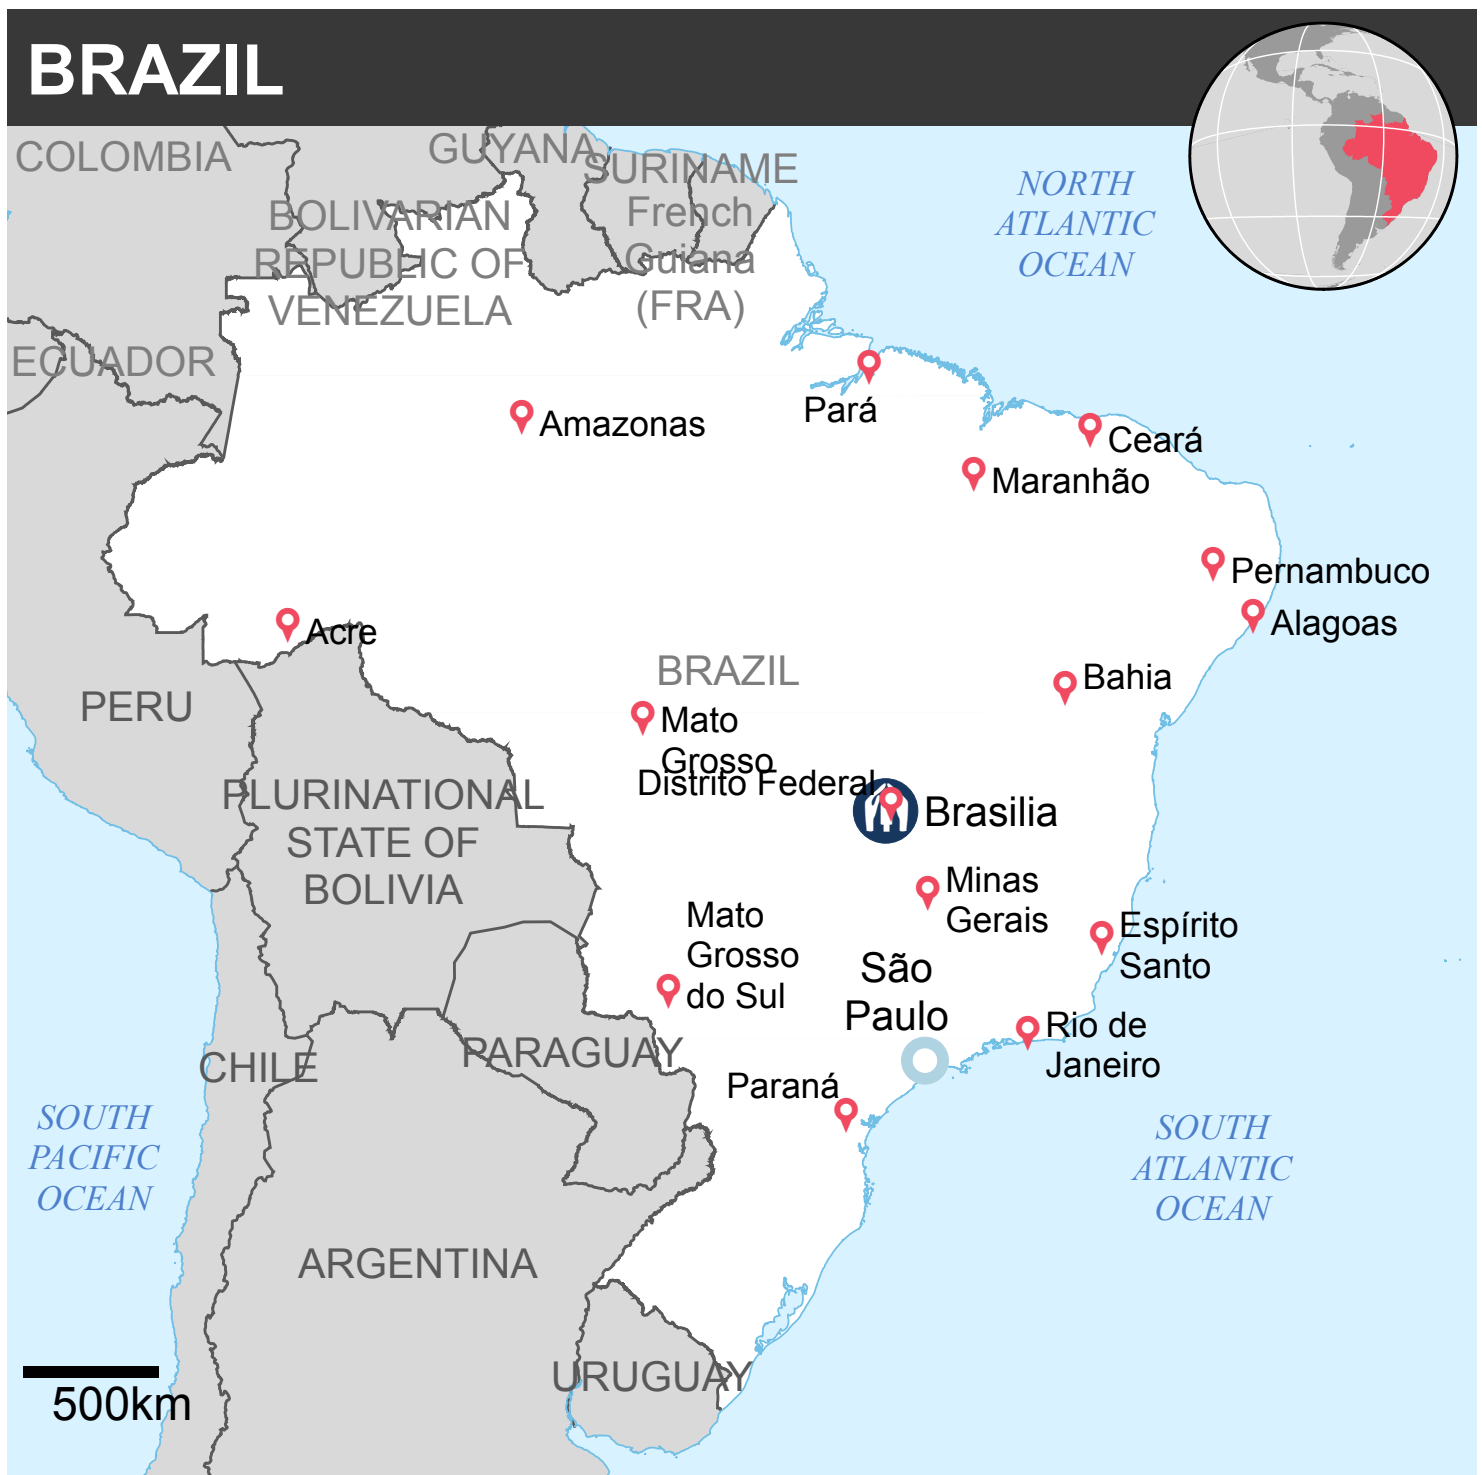 BRAZIL
COLOMBIA
GUYANA
SURINAME
French
Guiana
(FRA)
BOLIVARIAN
REPUBLIC OF
VENEZUELA
NORTH
ATLANTIC
OCEAN
ECUADOR
Amazonas
Pará
Ceará
Maranhão
Pernambuco
Alagoas
Acre
BRAZIL
Bahia
PERU
Mato
Grosso
Distrito Federal
Brasilia
PLURINATIONAL
STATE OF
BOLIVIA
Minas
Gerais
Mato
Grosso
do Sul
Espírito
Santo
São
Paulo
Rio de
Janeiro
CHILE
PARAGUAY
Paraná
SOUTH
PACIFIC
OCEAN
SOUTH
ATLANTIC
OCEAN
ARGENTINA
URUGUAY
500km